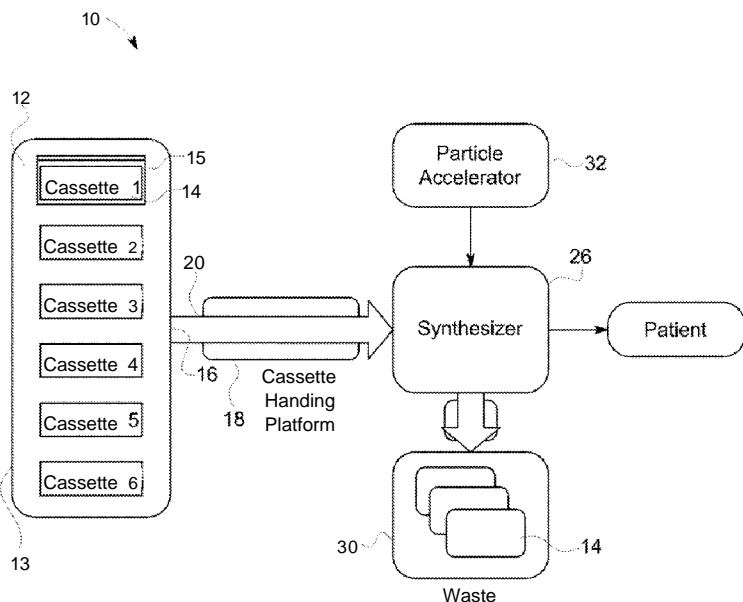 10
12
15
Cassette 1
14
Cassette 2
Cassette 3
Cassette 4
Cassette 5
Cassette 6
13
20
16
18
Cassette
Handing
Platform
Particle
Accelerator
32
26
Synthesizer
Patient
30
14
Waste